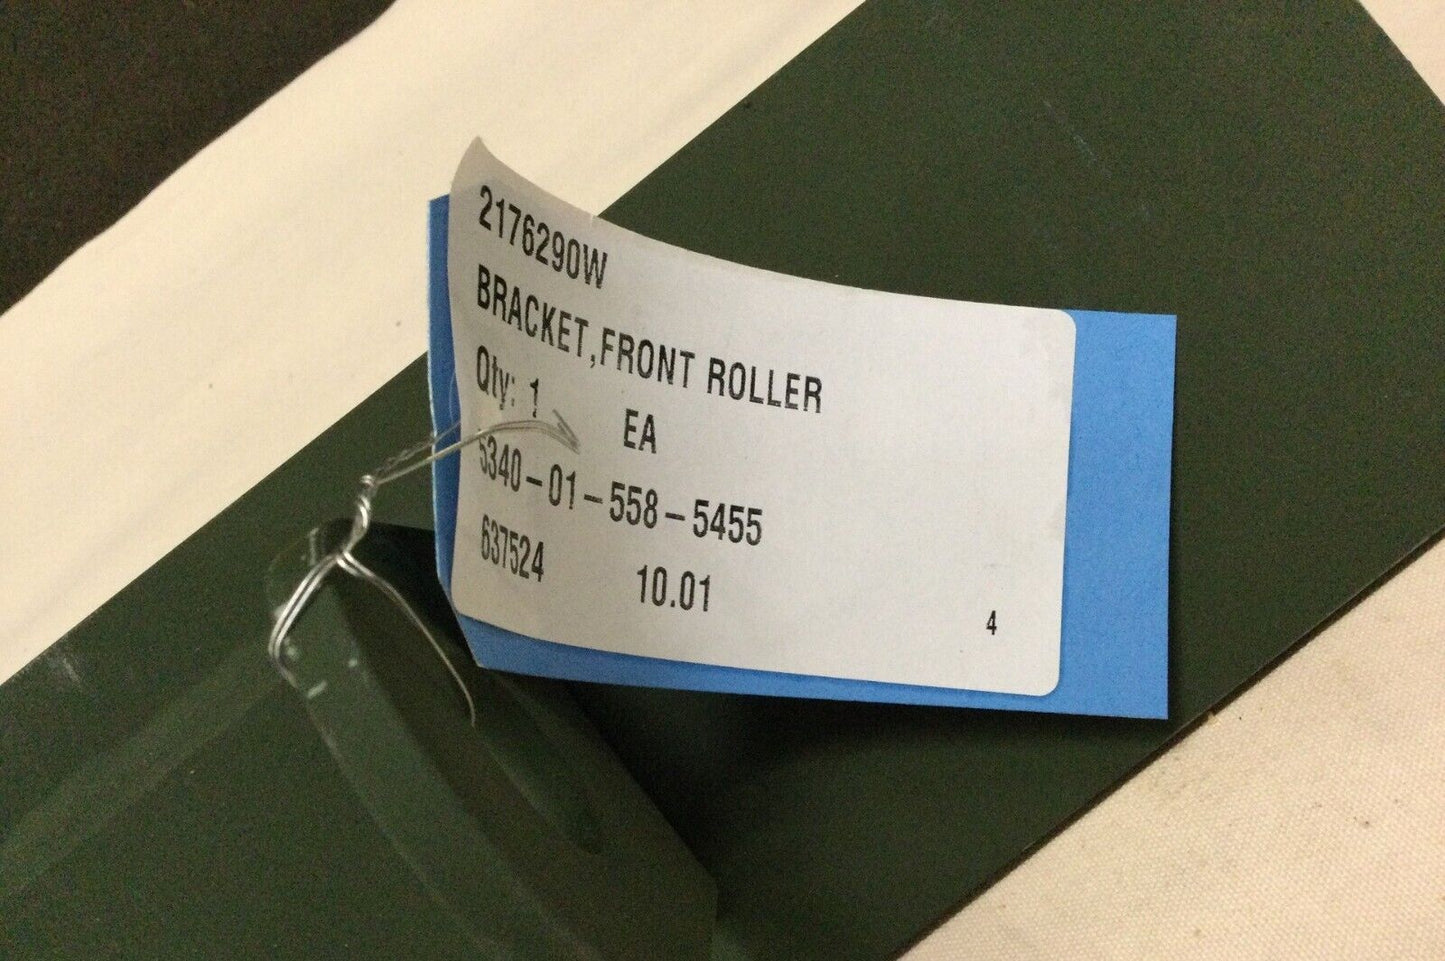 2176290W
BRACKET,FRONT ROLLER
Qty: 1 EA
5340-01-558-5455
637524 10.01
4